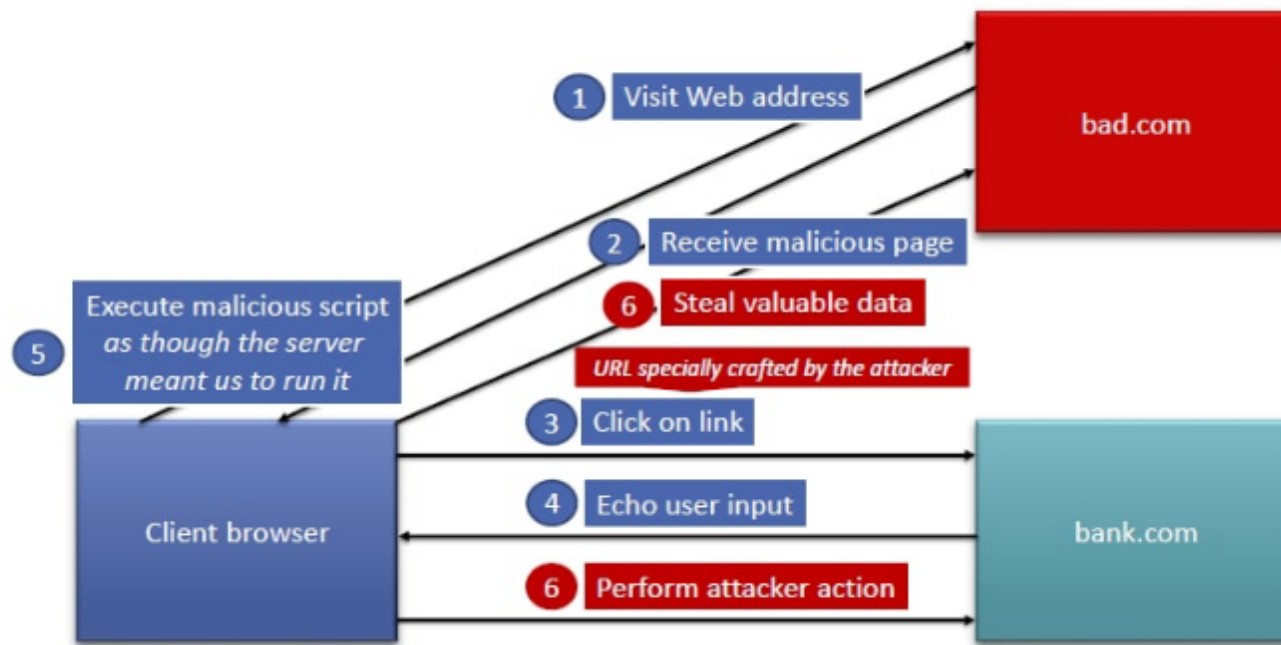 1 Visit Web address
bad.com
2 Receive malicious page
6 Steal valuable data
5 Execute malicious script
as though the server
meant us to run it
URL specially crafted by the attacker
3 Click on link
4 Echo user input
Client browser
bank.com
6 Perform attacker action